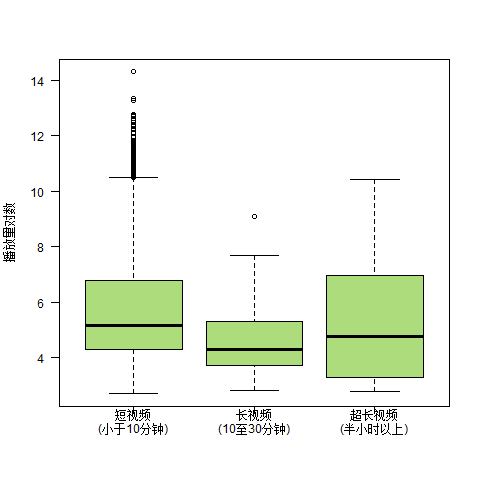 14
12
10
8
6
4
播放量对数
短视频
(小于10分钟)
长视频
(10至30分钟)
超长视频
(半小时以上)